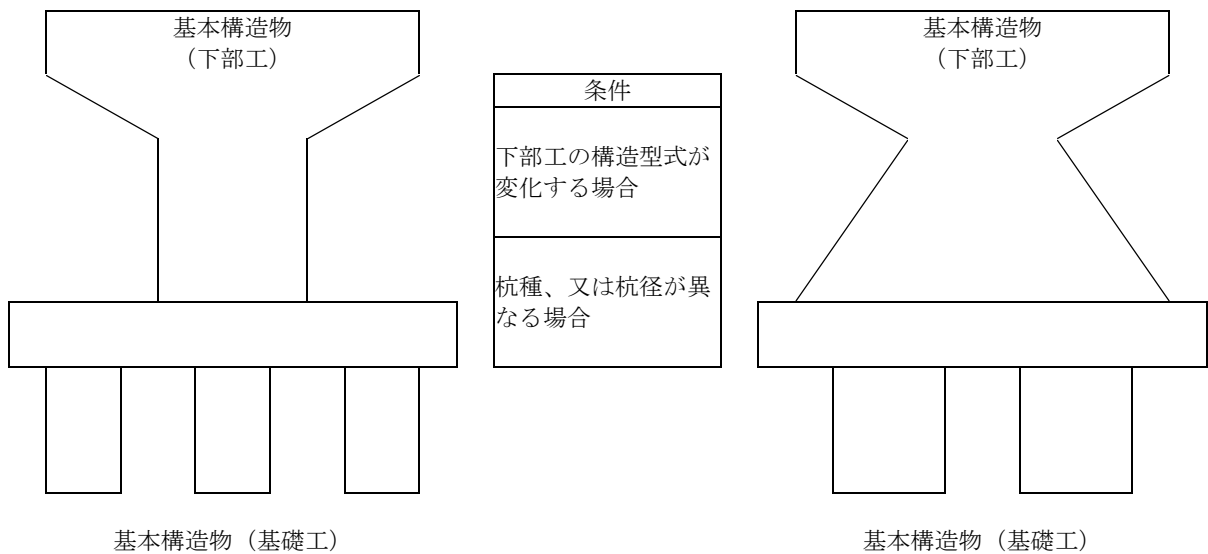 基本構造物
（下部工）
条件
下部工の構造型式が
変化する場合
杭種、又は杭径が異
なる場合
基本構造物
（下部工）
基本構造物（基礎工）
基本構造物（基礎工）